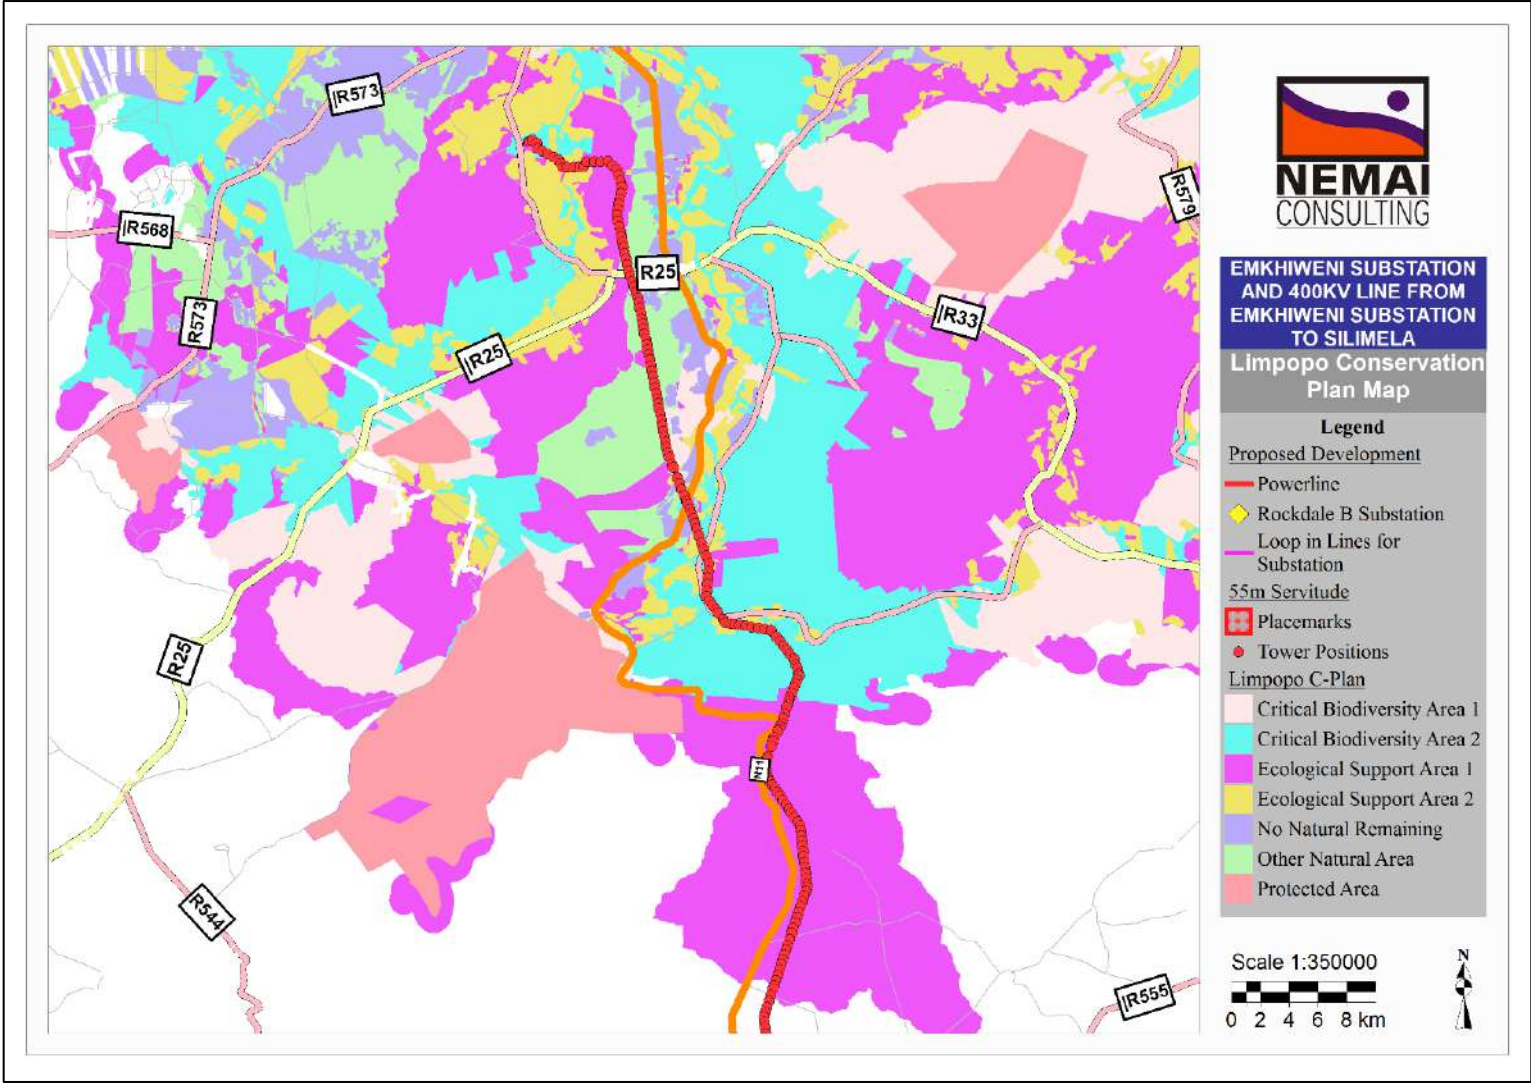 R573
R568
R573
R25
R25
R33
R579
R25
R544
N11
R555
NEMAI
CONSULTING
EMKHIWENI SUBSTATION
AND 400KV LINE FROM
EMKHIWENI SUBSTATION
TO SILIMELA
Limpopo Conservation
Plan Map
Legend
Proposed Development
Powerline
Rockdale B Substation
Loop in Lines for
Substation
55m Servitude
Placemarks
Tower Positions
Limpopo C-Plan
Critical Biodiversity Area 1
Critical Biodiversity Area 2
Ecological Support Area 1
Ecological Support Area 2
No Natural Remaining
Other Natural Area
Protected Area
Scale 1:350000
N
0 2 4 6 8 km